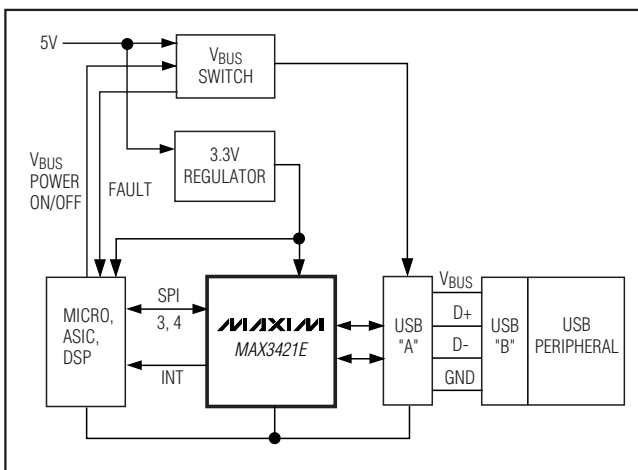 5V
VBUS
SWITCH
VBUS
POWER
ON/OFF
FAULT
3.3V
REGULATOR
MICRO,
ASIC,
DSP
SPI
3, 4
INT
MAXIM
MAX3421E
USB
"A"
VBUS
D+
D-
GND
USB
"B"
USB
PERIPHERAL